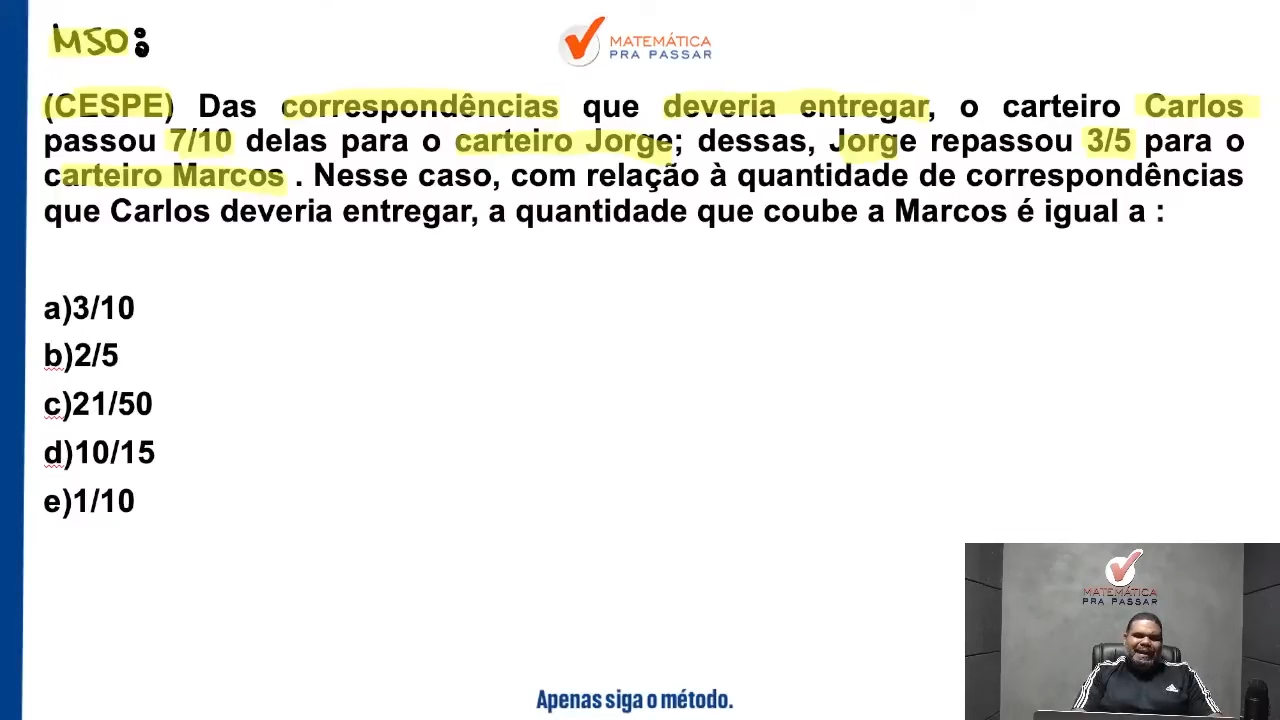 MSO:
MATEMÁTICA
PRA PASSAR
(CESPE) Das correspondências que deveria entregar, o carteiro Carlos
passou 7/10 delas para o carteiro Jorge; dessas, Jorge repassou 3/5 para o
carteiro Marcos . Nesse caso, com relação à quantidade de correspondências
que Carlos deveria entregar, a quantidade que coube a Marcos é igual a :
a)3/10
b)2/5
c)21/50
d)10/15
e)1/10
MATEMÁTICA
PRA PASSAR
Apenas siga o método.